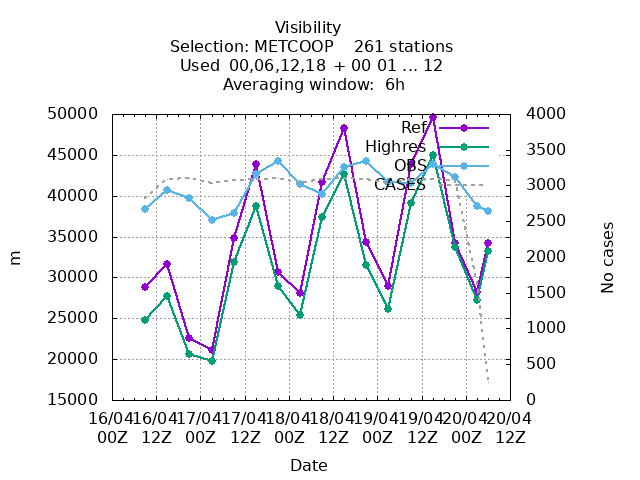 Visibility
Selection: METCOOP    261 stations
Used  00,06,12,18 + 00 01 ... 12
Averaging window:  6h
50000
45000
40000
35000
30000
25000
20000
15000
m
4000
3500
3000
2500
2000
1500
1000
500
0
No cases
Ref
Highres
OBS
CASES
16/04 16/04 17/04 17/04 18/04 18/04 19/04 19/04 20/04 20/04
00Z 12Z 00Z 12Z 00Z 12Z 00Z 12Z 00Z 12Z
Date